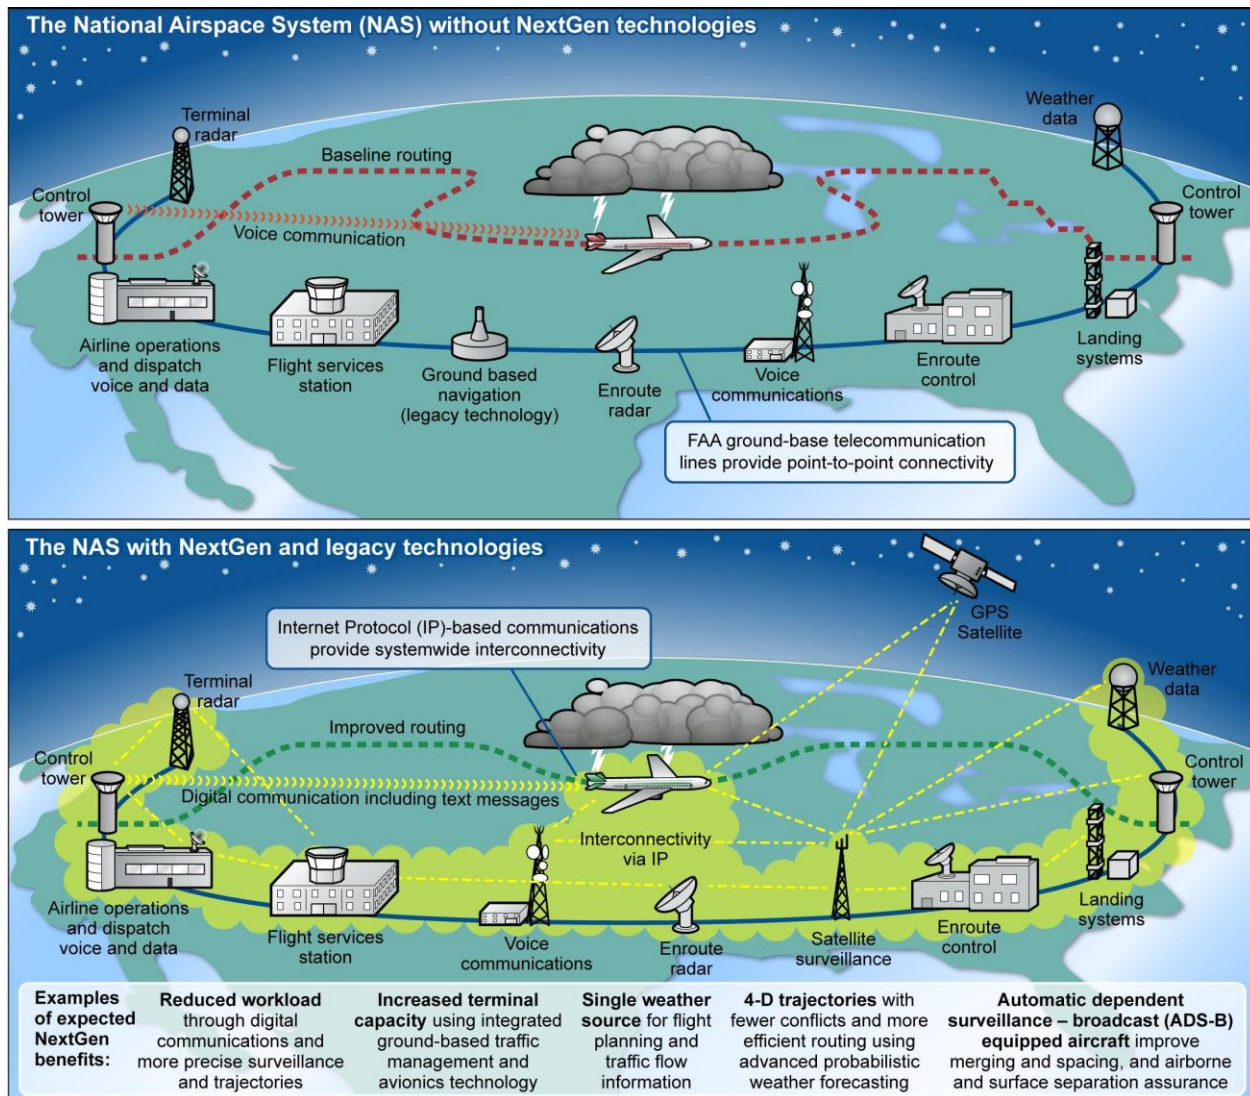 The National Airspace System (NAS) without NextGen technologies
Terminal
radar
Weather
data
Baseline routing
Control
tower
Control
tower
Voice communication
Airline operations
and dispatch
voice and data
Flight services
station
Ground based
navigation
(legacy technology)
Enroute
radar
Voice
communications
Enroute
control
Landing
systems
FAA ground-base telecommunication
lines provide point-to-point connectivity
The NAS with NextGen and legacy technologies
GPS
Satellite
Internet Protocol (IP)-based communications
provide systemwide interconnectivity
Terminal
radar
Weather
data
Improved routing
Control
tower
Control
tower
Digital communication including text messages
Interconnectivity
via IP
Airline operations
and dispatch
voice and data
Flight services
station
Voice
communications
Enroute
radar
Satellite
surveillance
Enroute
control
Landing
systems
Examples
of expected
NextGen
benefits:
Reduced workload
through digital
communications and
more precise surveillance
and trajectories
Increased terminal
capacity using integrated
ground-based traffic
management and
avionics technology
Single weather
source for flight
planning and
traffic flow
information
4-D trajectories with
fewer conflicts and more
efficient routing using
advanced probabilistic
weather forecasting
Automatic dependent
surveillance – broadcast (ADS-B)
equipped aircraft improve
merging and spacing, and airborne
and surface separation assurance